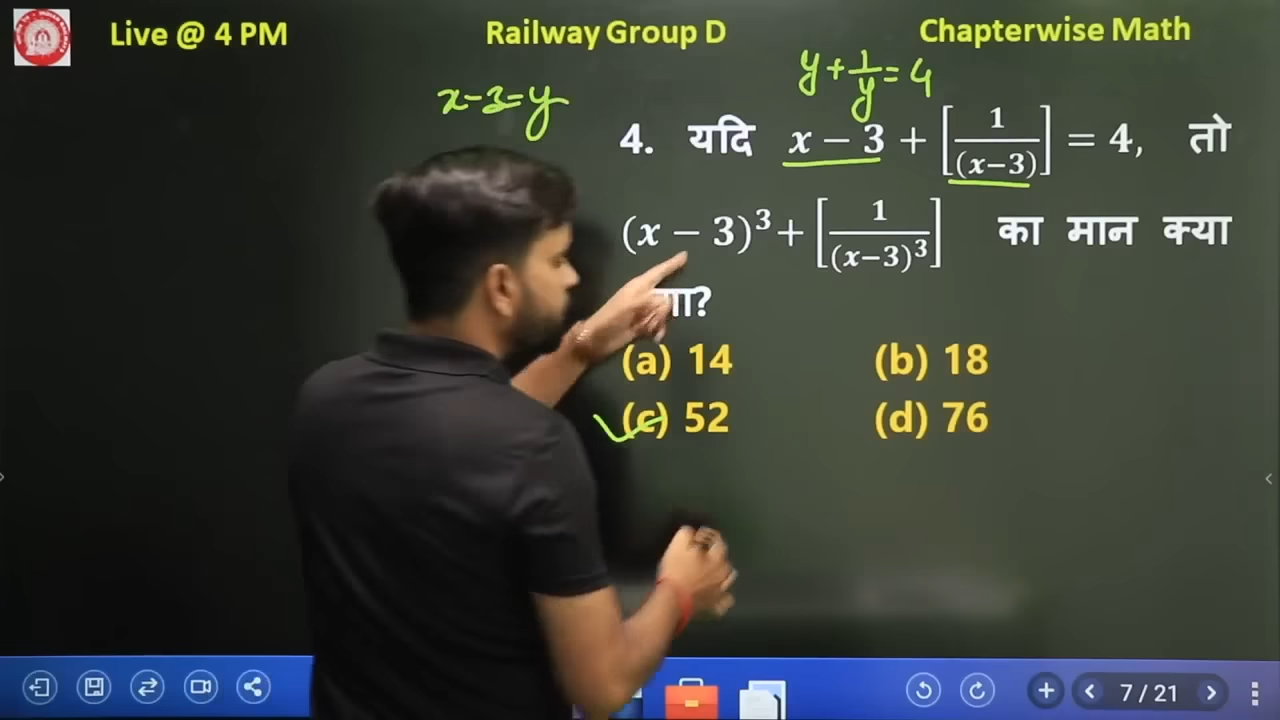 Live @ 4 PM
Railway Group D
Chapterwise Math
x-3=y
y+1/y=4
4. यदि x − 3 + [1/(x−3)] = 4, तो
(x − 3)³ + [1/(x−3)³] का मान क्या
?
(a) 14 (b) 18
(c) 52 (d) 76
7 / 21